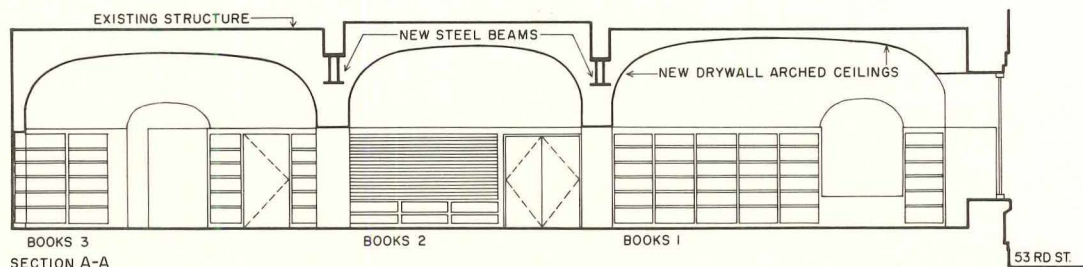 EXISTING STRUCTURE
NEW STEEL BEAMS
NEW DRYWALL ARCHED CEILINGS
BOOKS 3
BOOKS 2
BOOKS 1
SECTION A-A
53 RD ST.